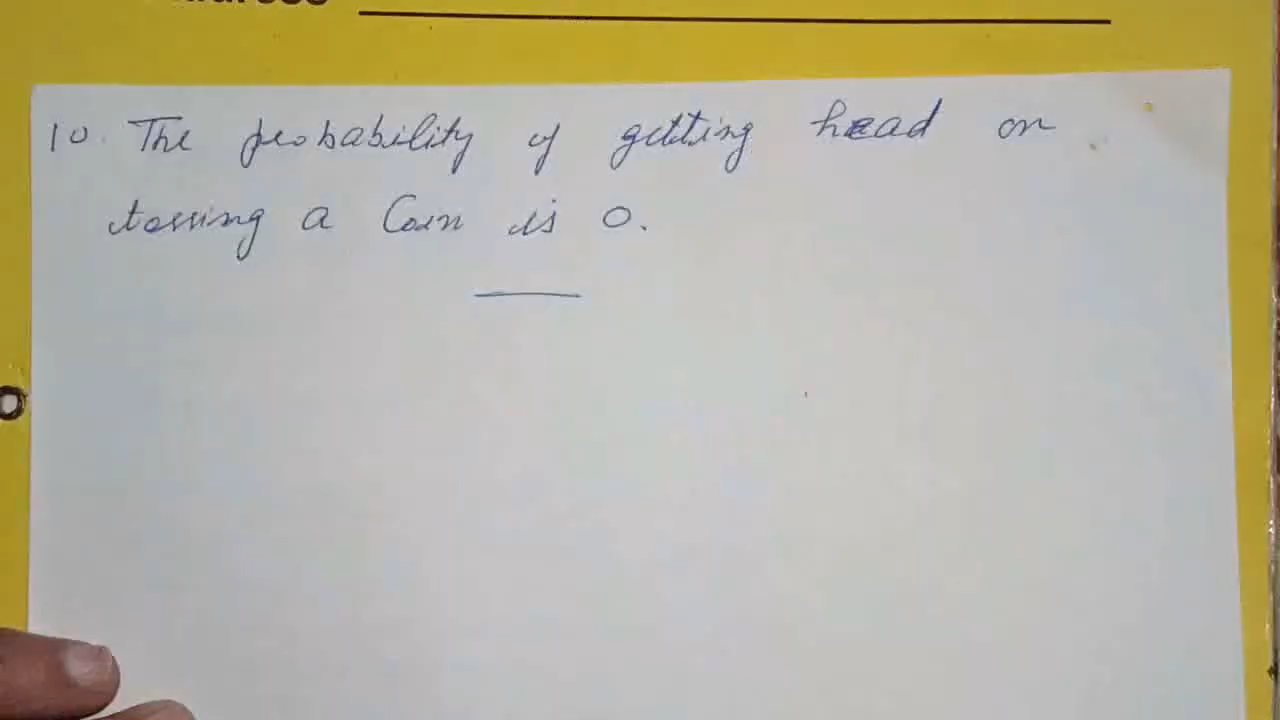 10. The probability of getting head on
tossing a Coin is 0.